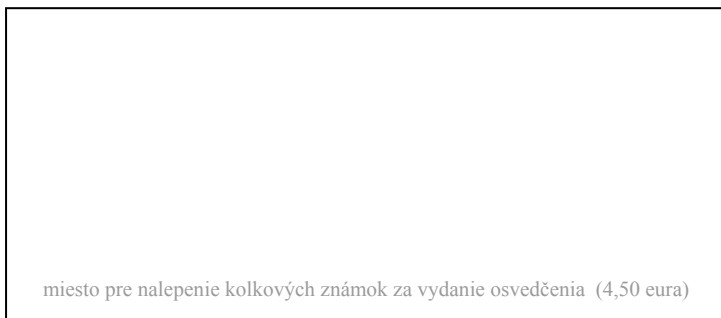 miesto pre nalepenie kolkových známok za vydanie osvedčenia (4,50 eura)